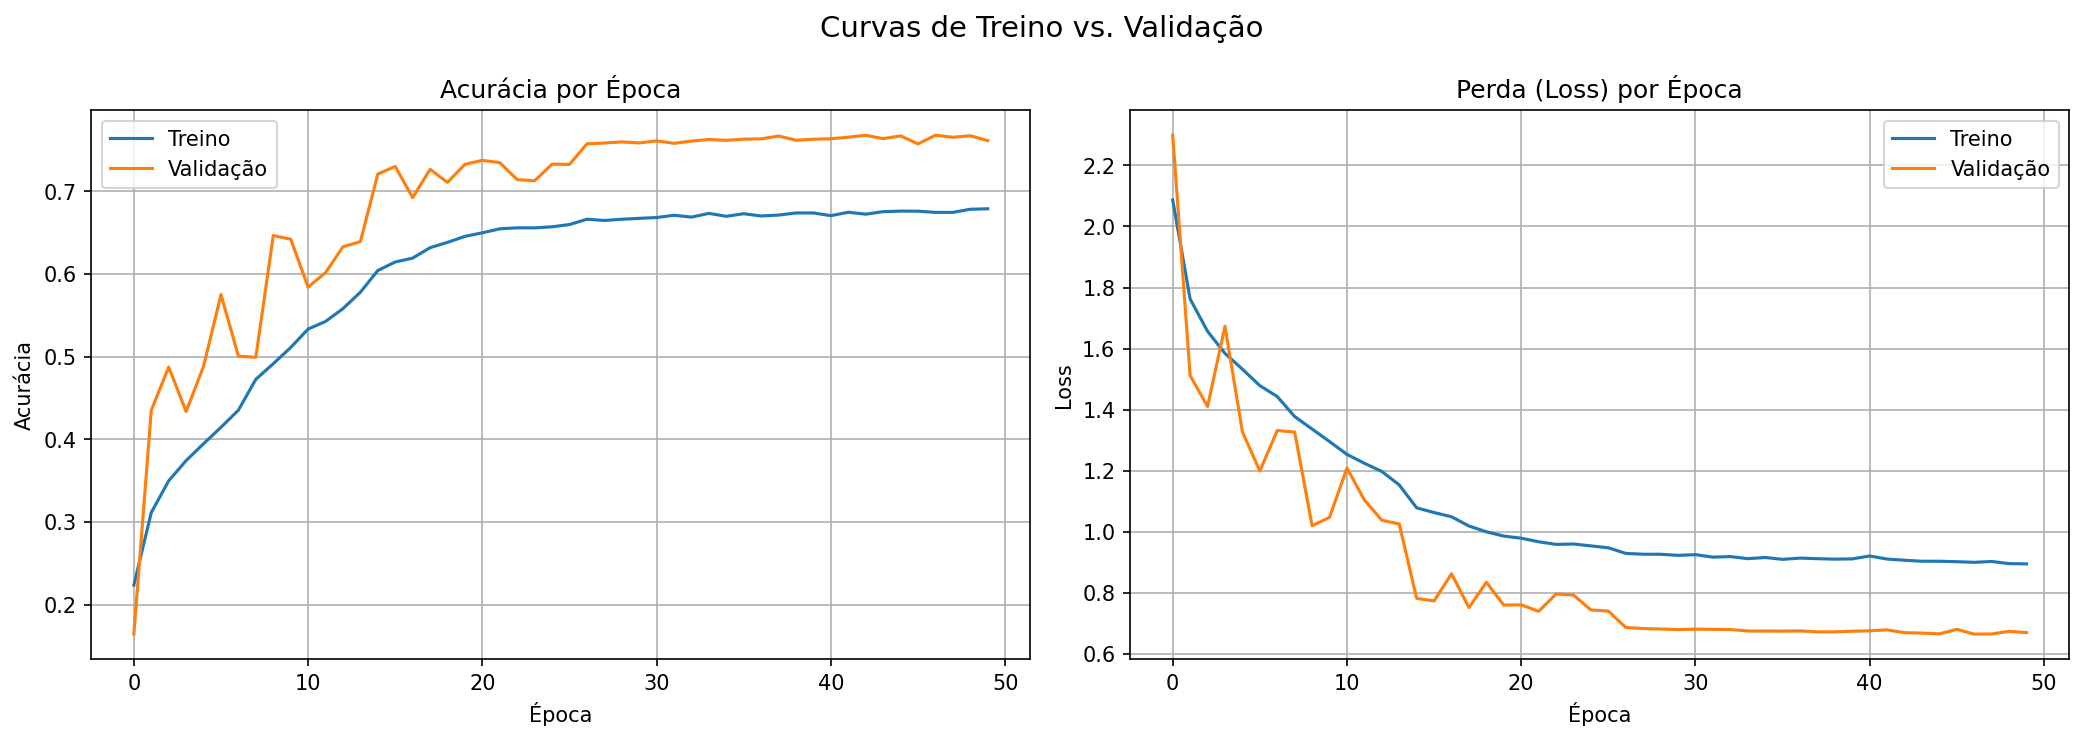 Curvas de Treino vs. Validação
Acurácia por Época
Treino
Validação
Acurácia
0.7
0.6
0.5
0.4
0.3
0.2
0 10 20 30 40 50
Época
Perda (Loss) por Época
Treino
Validação
Loss
2.2
2.0
1.8
1.6
1.4
1.2
1.0
0.8
0.6
0 10 20 30 40 50
Época